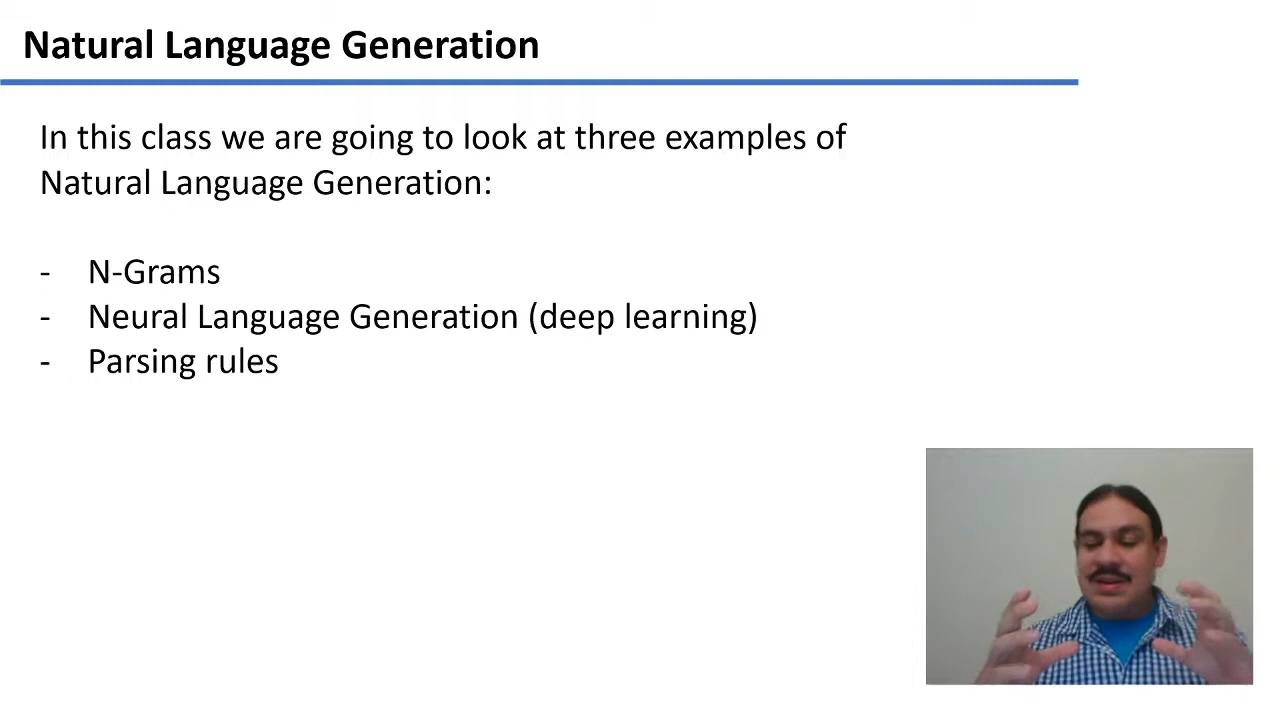 Natural Language Generation
In this class we are going to look at three examples of
Natural Language Generation:
- N-Grams
- Neural Language Generation (deep learning)
- Parsing rules